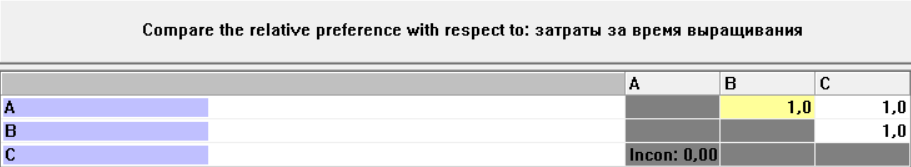 Compare the relative preference with respect to: затраты за время выращивания
A B C
A 1,0 1,0
B 1,0
C Incon: 0,00